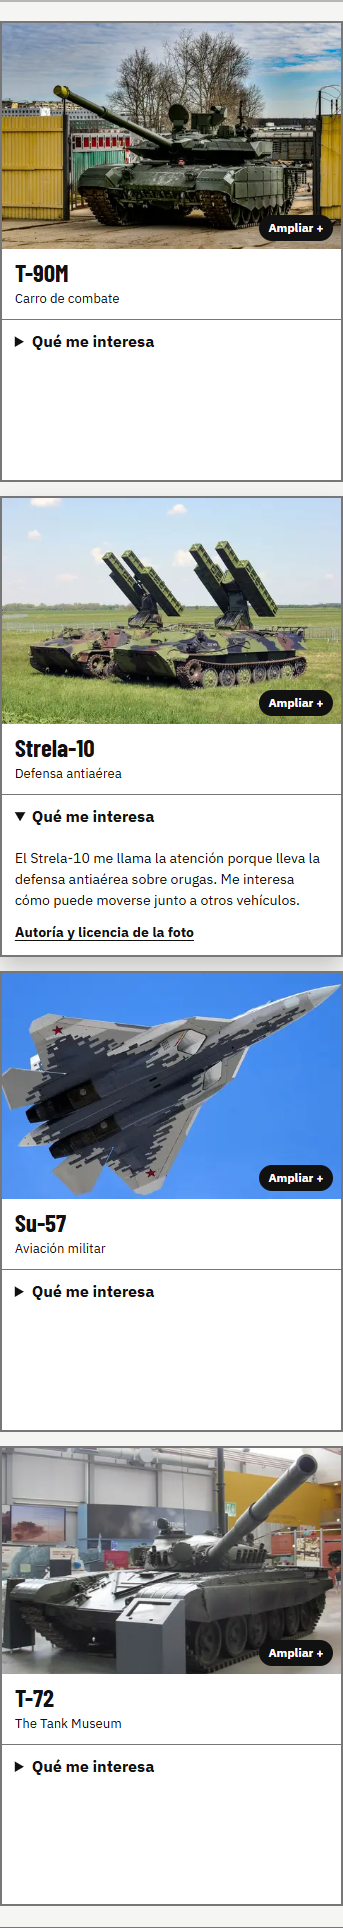 Ampliar +
T-90M
Carro de combate
Qué me interesa
Ampliar +
Strela-10
Defensa antiaérea
Qué me interesa
El Strela-10 me llama la atención porque lleva la
defensa antiaérea sobre orugas. Me interesa
cómo puede moverse junto a otros vehículos.
Autoría y licencia de la foto
Ampliar +
Su-57
Aviación militar
Qué me interesa
Ampliar +
T-72
The Tank Museum
Qué me interesa